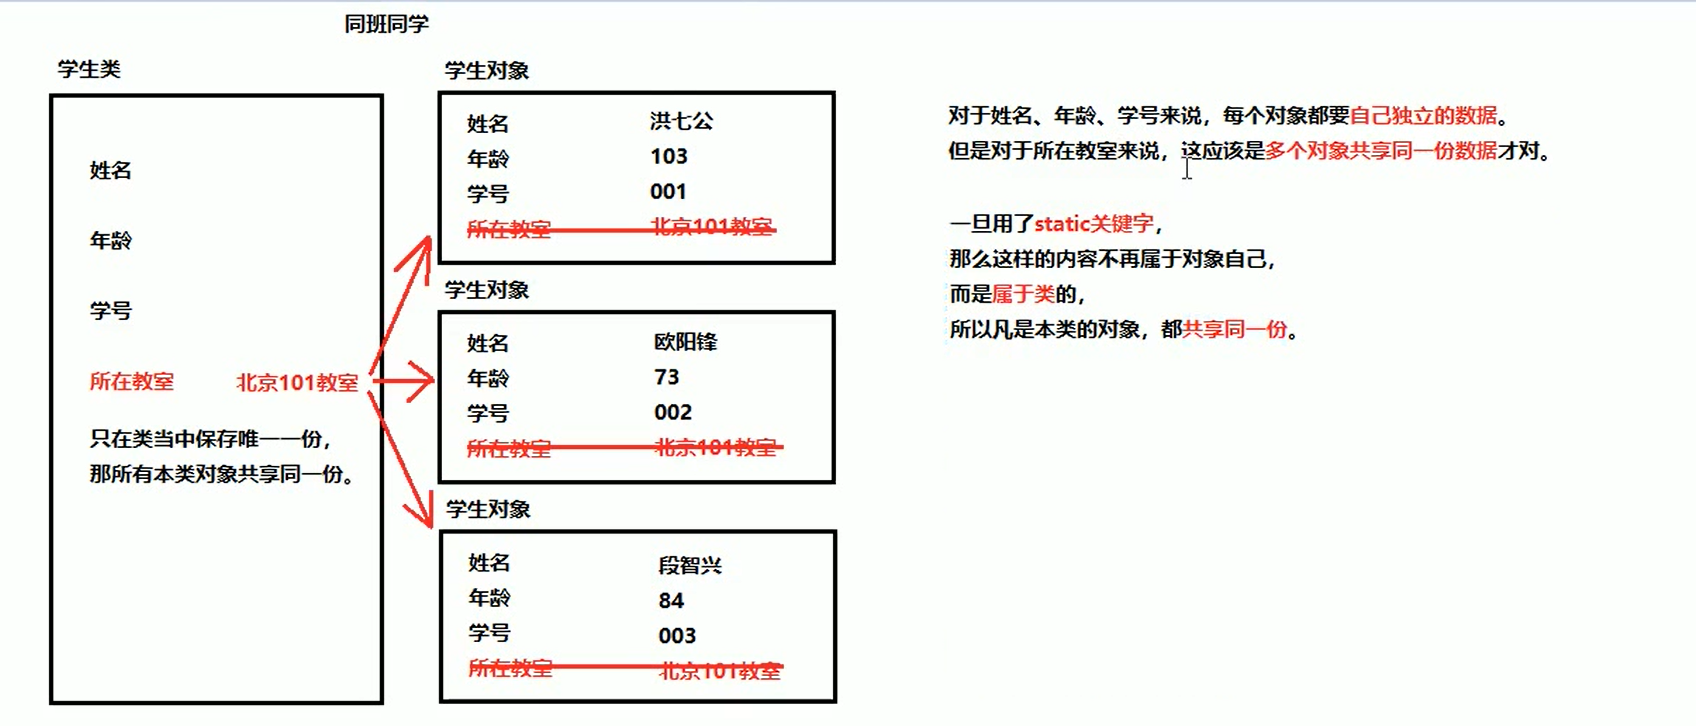 同班同学
学生类
姓名
年龄
学号
所在教室 北京101教室
只在类当中保存唯一一份，
那所有本类对象共享同一份。
学生对象
姓名 洪七公
年龄 103
学号 001
所在教室 北京101教室
学生对象
姓名 欧阳锋
年龄 73
学号 002
所在教室 北京101教室
学生对象
姓名 段智兴
年龄 84
学号 003
所在教室 北京101教室
对于姓名、年龄、学号来说，每个对象都要自己独立的数据。
但是对于所在教室来说，这应该是多个对象共享同一份数据才对。
一旦用了static关键字，
那么这样的内容不再属于对象自己，
而是属于类的，
所以凡是本类的对象，都共享同一份。